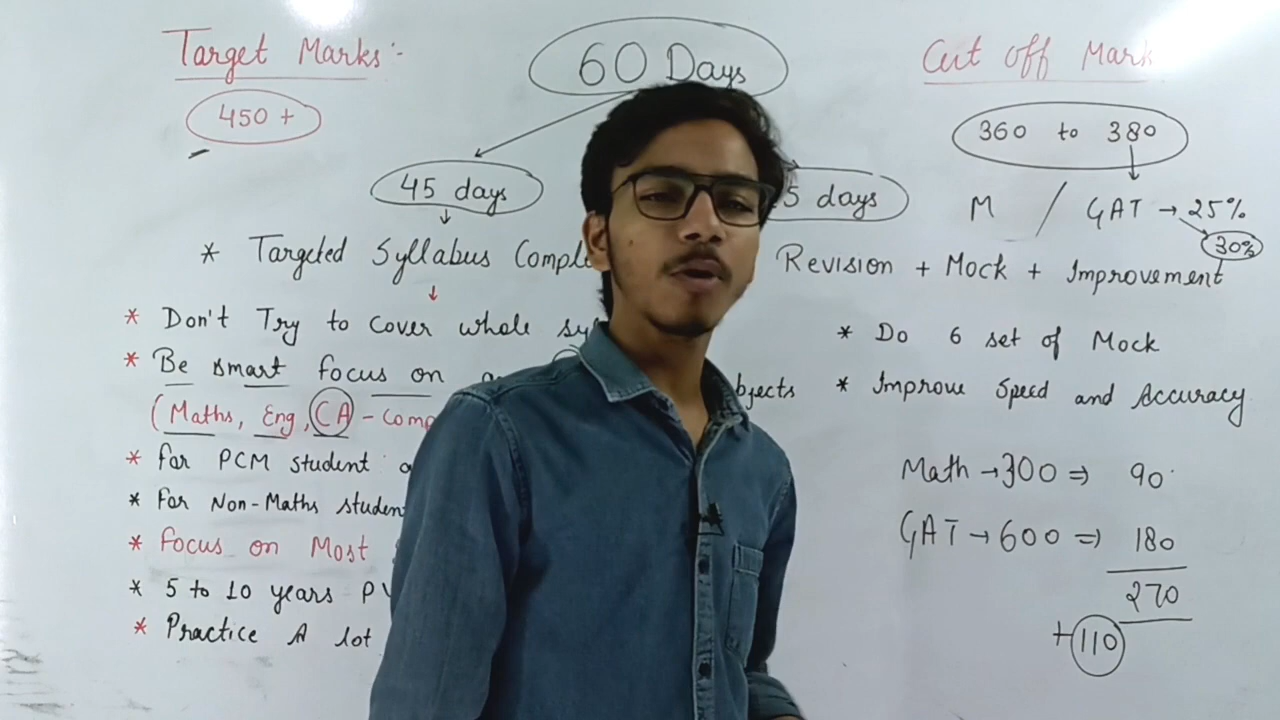 Target Marks:-
450 +
60 Days
45 days
5 days
Cut off Mark
360 to 380
M / GAT → 25%
30%
* Targeted Syllabus Comple
Revision + Mock + Improvement
* Don't Try to cover whole sy
* Be smart focus on
bjects
(Maths, Eng, CA - Comp
* For PCM student
* For Non-Maths student
* Focus on Most
* 5 to 10 years PY
* Practice A lot
* Do 6 set of Mock
* Improve Speed and Accuracy
Math → 300 ⇒ 90
GAT → 600 ⇒ 180
270
+ 110